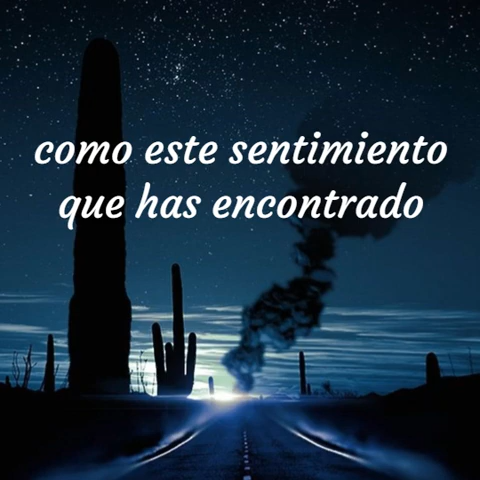 como este sentimiento
que has encontrado